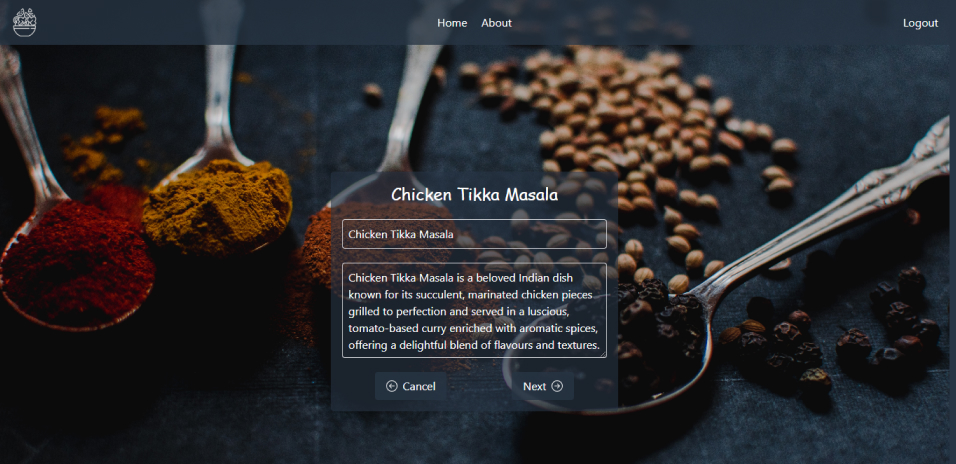 Home About Logout
Chicken Tikka Masala
Chicken Tikka Masala
Chicken Tikka Masala is a beloved Indian dish
known for its succulent, marinated chicken pieces
grilled to perfection and served in a luscious,
tomato-based curry enriched with aromatic spices,
offering a delightful blend of flavours and textures.
Cancel Next